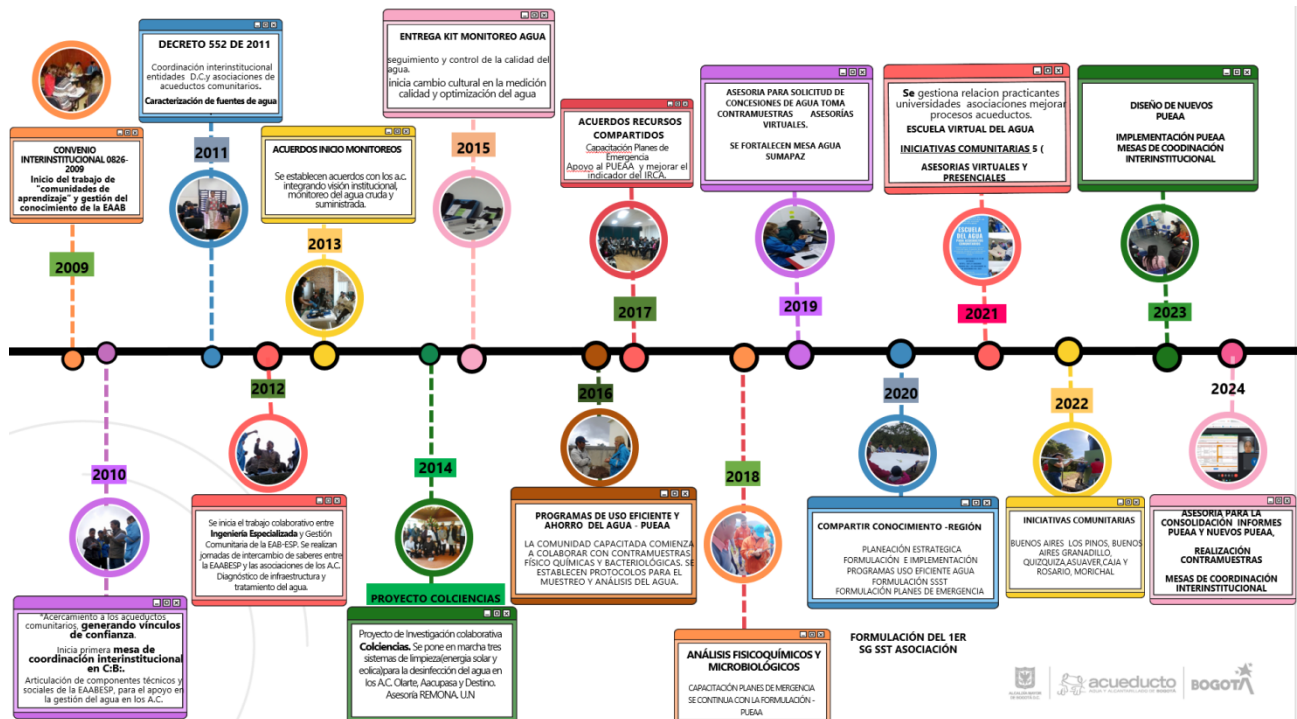 CONVENIO
INTERINSTITUCIONAL 0826-
2009
Inicio del trabajo de
"comunidades de
aprendizaje" y gestión del
conocimiento de la EAAB
2009
2010
"Acercamiento a los acueductos
comunitarios, generando vínculos
de confianza.
Inicia primera mesa de
coordinación interinstitucional
en C:B:.
Articulación de componentes técnicos y
sociales de la EAABESP, para el apoyo en
la gestión del agua en los A.C.
DECRETO 552 DE 2011
Coordinación interinstitucional
entidades D.C.y asociaciones de
acueductos comunitarios.
Caracterización de fuentes de agua
2011
2012
Se inicia el trabajo colaborativo entre
Ingeniería Especializada y Gestión
Comunitaria de la EAB-ESP. Se realizan
jornadas de intercambio de saberes entre
la EAABESP y las asociaciones de los A.C.
Diagnóstico de infraestructura y
tratamiento del agua.
ACUERDOS INICIO MONITOREOS
Se establecen acuerdos con los a.c.
integrando visión institucional,
monitoreo del agua cruda y
suministrada.
2013
2014
PROYECTO COLCIENCIAS
Proyecto de Investigación colaborativa
Colciencias. Se pone en marcha tres
sistemas de limpieza(energia solar y
eolica)para la desinfección del agua en
los A.C. Olarte, Aacupasa y Destino.
Asesoría REMONA. U.N
ENTREGA KIT MONITOREO AGUA
seguimiento y control de la calidad del
agua.
inicia cambio cultural en la medición
calidad y optimización del agua
2015
2016
PROGRAMAS DE USO EFICIENTE Y
AHORRO DEL AGUA - PUEAA
LA COMUNIDAD CAPACITADA COMIENZA
A COLABORAR CON CONTRAMUESTRAS
FÍSICO QUÍMICAS Y BACTERIOLÓGICAS. SE
ESTABLECEN PROTOCOLOS PARA EL
MUESTREO Y ANÁLISIS DEL AGUA.
ACUERDOS RECURSOS
COMPARTIDOS
Capacitación Planes de
Emergencia
Apoyo al PUEAA y mejorar el
indicador del IRCA.
2017
2018
ANÁLISIS FISICOQUÍMICOS Y
MICROBIOLÓGICOS
CAPACITACIÓN PLANES DE MERGENCIA
SE CONTINUA CON LA FORMULACIÓN -
PUEAA
ASESORIA PARA SOLICITUD DE
CONCESIONES DE AGUA TOMA
CONTRAMUESTRAS ASESORÍAS
VIRTUALES.
SE FORTALECEN MESA AGUA
SUMAPAZ
2019
2020
COMPARTIR CONOCIMIENTO -REGIÓN
PLANEACIÓN ESTRATEGICA
FORMULACIÓN E IMPLEMENTACIÓN
PROGRAMAS USO EFICIENTE AGUA
FORMULACIÓN SSST
FORMULACIÓN PLANES DE EMERGENCIA
FORMULACIÓN DEL 1ER
SG SST ASOCIACIÓN
Se gestiona relacion practicantes
universidades asociaciones mejorar
procesos acueductos.
ESCUELA VIRTUAL DEL AGUA
INICIATIVAS COMUNITARIAS 5 (
ASESORIAS VIRTUALES Y
PRESENCIALES
ESCUELA
DEL AGUA
2021
2022
INICIATIVAS COMUNITARIAS
BUENOS AIRES LOS PINOS, BUENOS
AIRES GRANADILLO,
QUIZQUIZA,ASUAVER,CAJA Y
ROSARIO, MORICHAL
DISEÑO DE NUEVOS
PUEAA
IMPLEMENTACIÓN PUEAA
MESAS DE COODINACIÓN
INTERINSTITUCIONAL
2023
2024
ASESORÍA PARA LA
CONSOLIDACIÓN INFORMES
PUEAA Y NUEVOS PUEAA,
REALIZACIÓN
CONTRAMUESTRAS
MESAS DE COORDINACIÓN
INTERINSTITUCIONAL
ALCALDÍA MAYOR
DE BOGOTÁ D.C.
acueducto
AGUA Y ALCANTARILLADO DE BOGOTÁ
BOGOTÁ